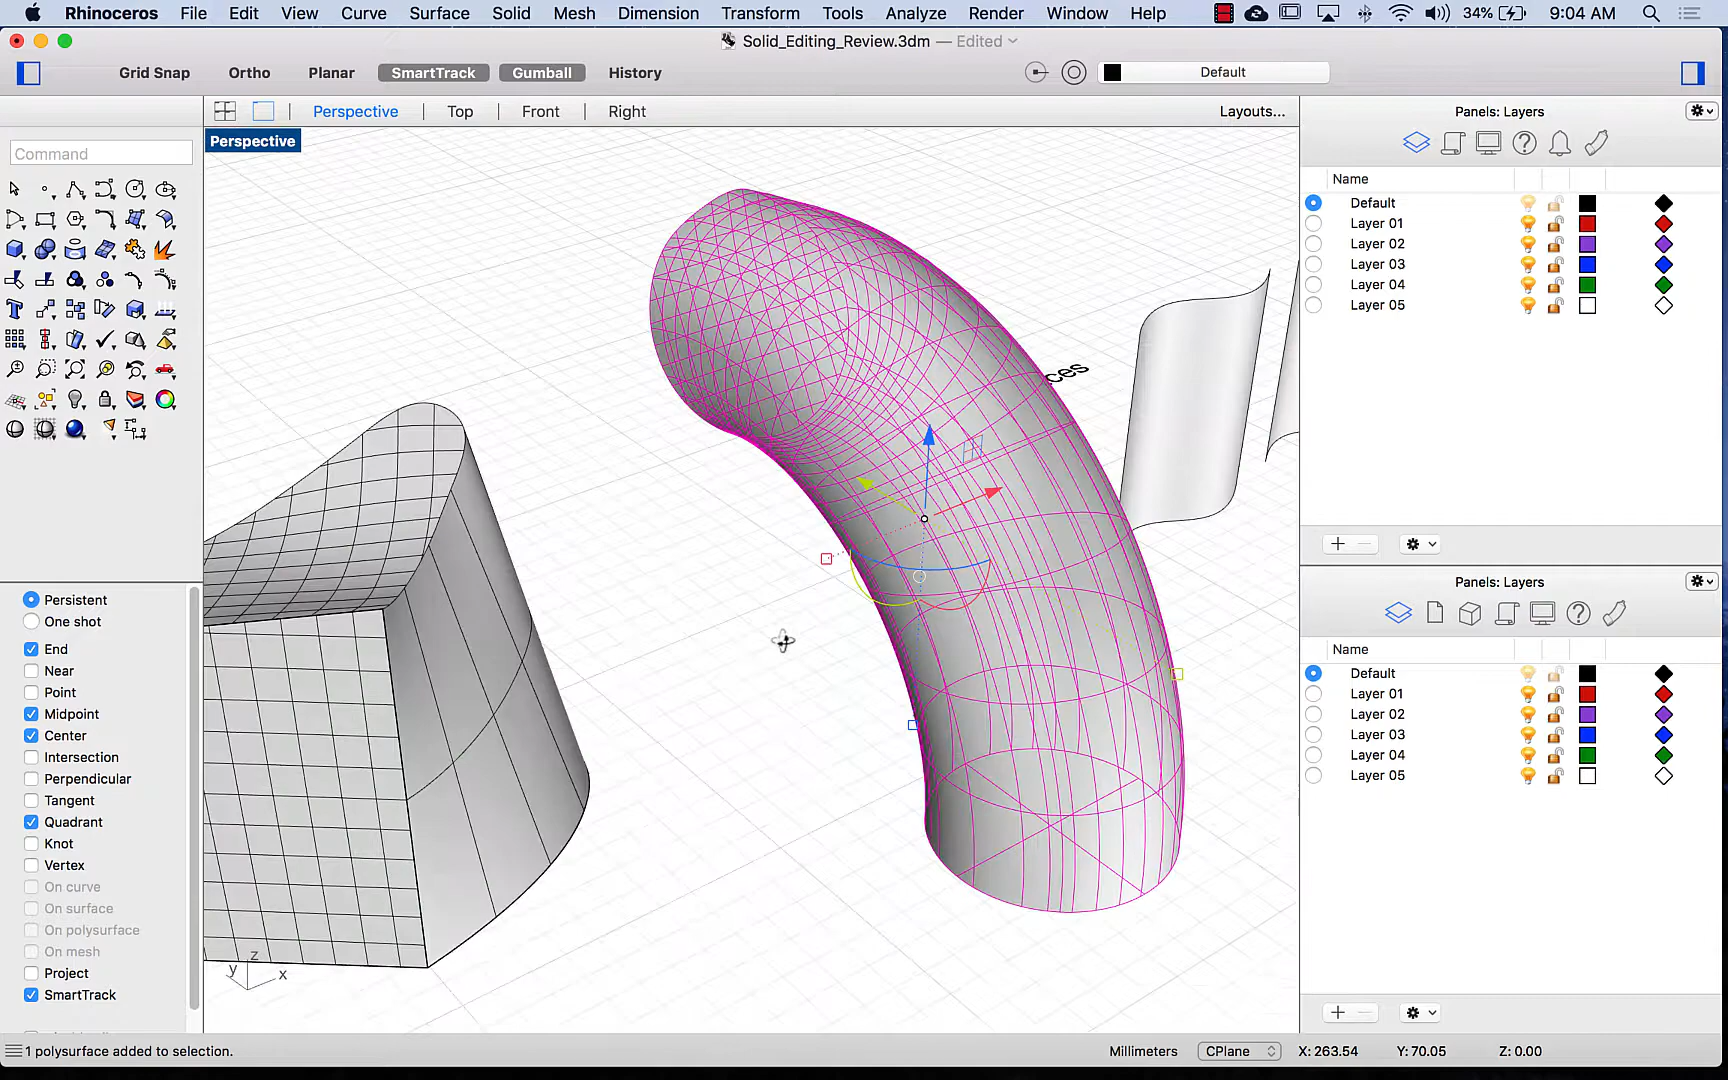 Rhinoceros File Edit View Curve Surface Solid Mesh Dimension Transform Tools Analyze Render Window Help 34% 9:04 AM
Solid_Editing_Review.3dm — Edited
Grid Snap Ortho Planar SmartTrack Gumball History Default
Perspective Top Front Right Layouts...
Perspective
Command
ces
z
y x
Persistent
One shot
End
Near
Point
Midpoint
Center
Intersection
Perpendicular
Tangent
Quadrant
Knot
Vertex
On curve
On surface
On polysurface
On mesh
Project
SmartTrack
Panels: Layers
Name
Default
Layer 01
Layer 02
Layer 03
Layer 04
Layer 05
Panels: Layers
Name
Default
Layer 01
Layer 02
Layer 03
Layer 04
Layer 05
1 polysurface added to selection. Millimeters CPlane X: 263.54 Y: 70.05 Z: 0.00